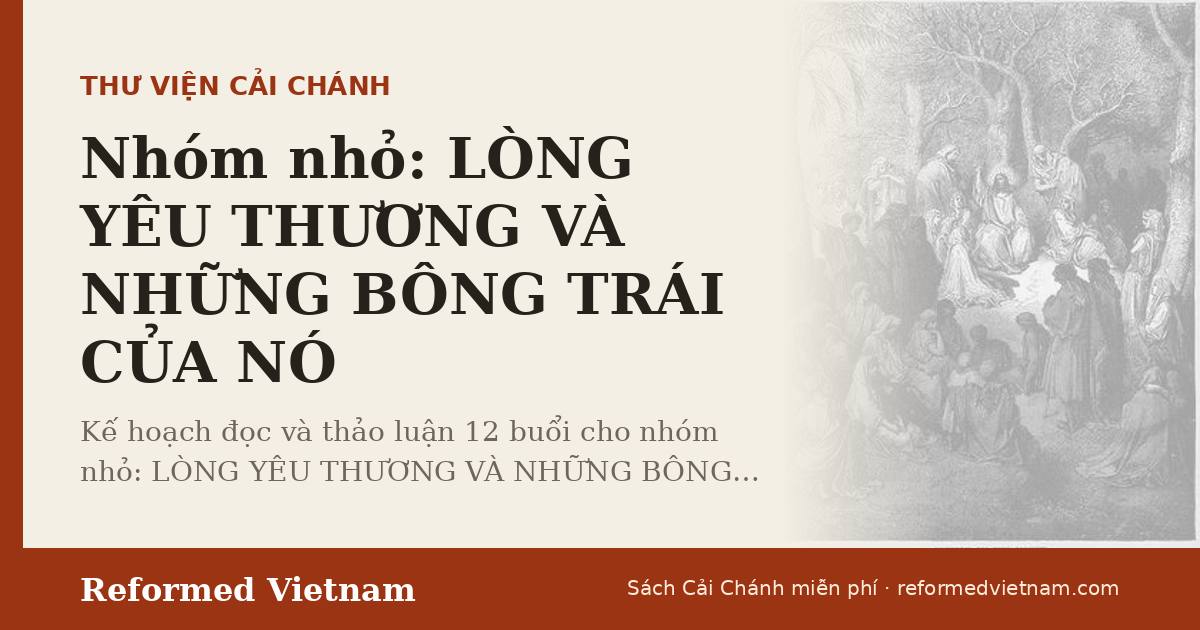 THƯ VIỆN CẢI CHÁNH
Nhóm nhỏ: LÒNG
YÊU THƯƠNG VÀ
NHỮNG BÔNG TRÁI
CỦA NÓ
Kế hoạch đọc và thảo luận 12 buổi cho nhóm
nhỏ: LÒNG YÊU THƯƠNG VÀ NHỮNG BÔNG...
Reformed Vietnam
Sách Cải Chánh miễn phí · reformedvietnam.com